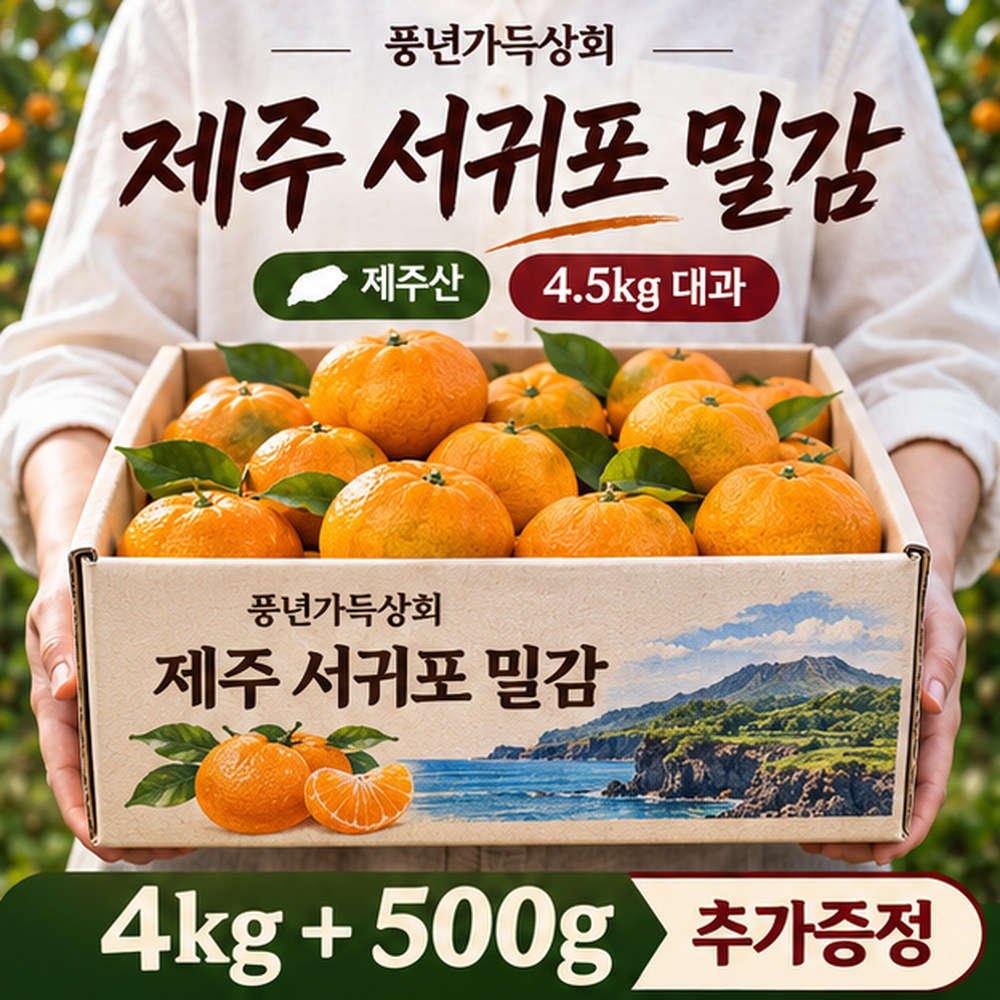 풍년가득상회
제주 서귀포 밀감
제주산
4.5kg 대과
풍년가득상회
제주 서귀포 밀감
4kg + 500g
추가증정